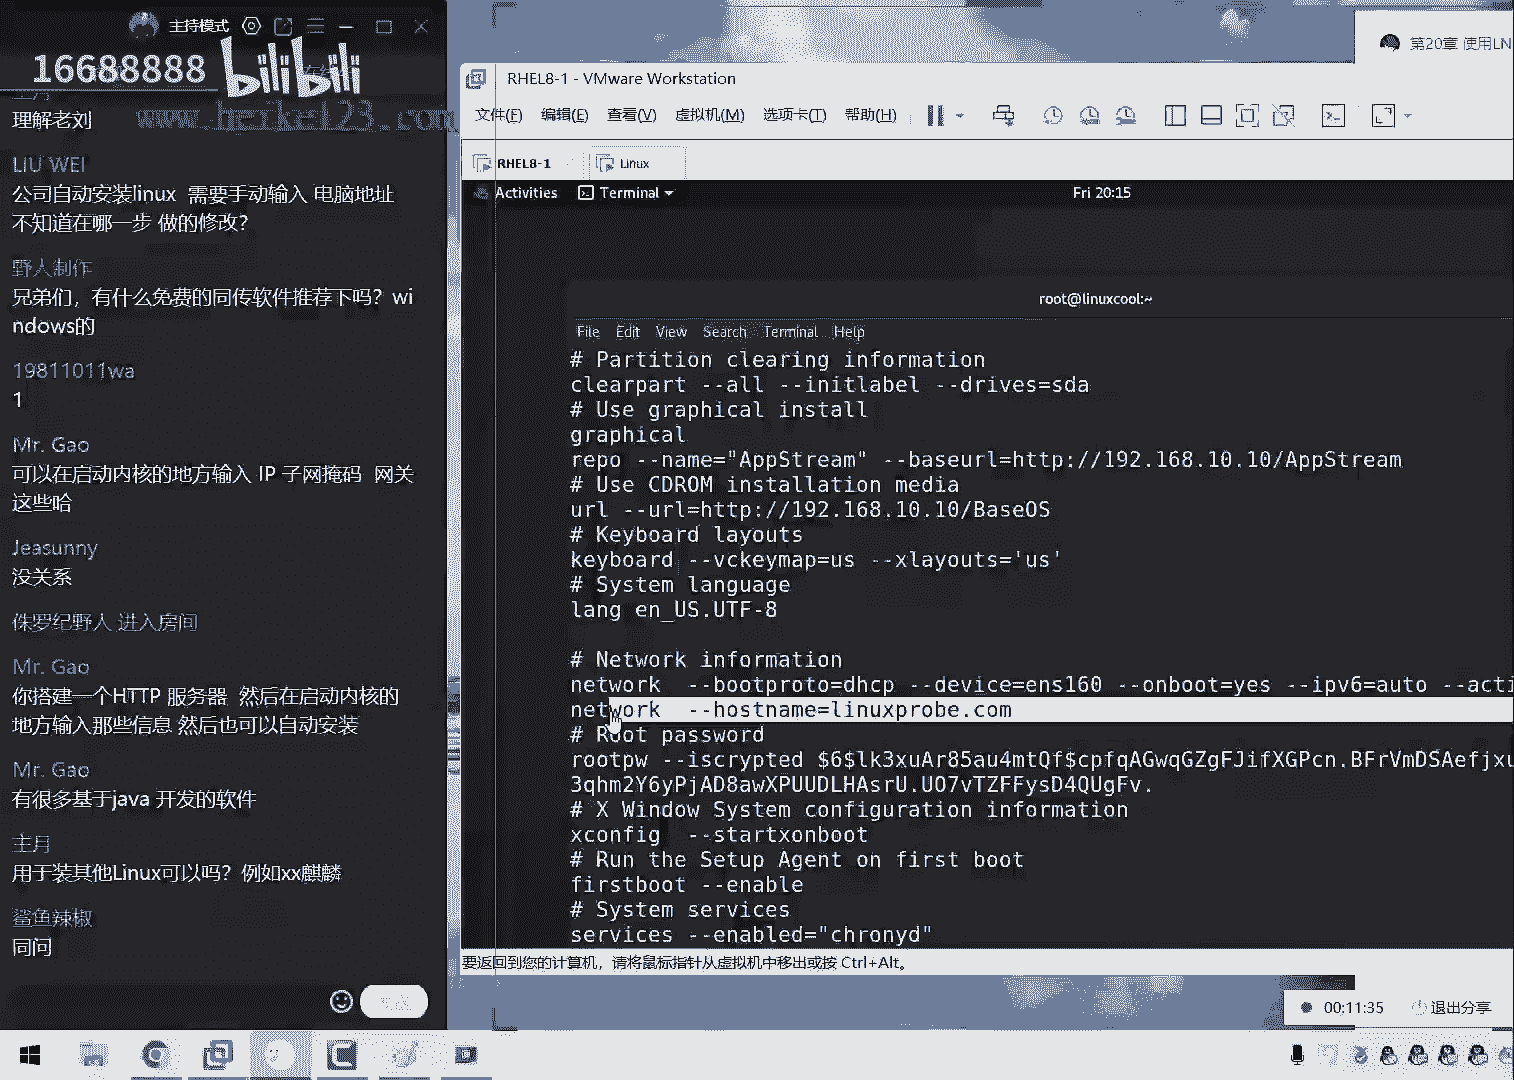 主持模式
16688888
bilibili
www.herkei23.com
主月
理解老刘
LIU WEI
公司自动安装linux 需要手动输入 电脑地址
不知道在哪一步 做的修改？
野人制作
兄弟们，有什么免费的同传软件推荐下吗？wi
ndows的
19811011wa
1
Mr. Gao
可以在启动内核的地方输入 IP 子网掩码 网关
这些哈
Jeasunny
没关系
侏罗纪野人 进入房间
Mr. Gao
你搭建一个HTTP 服务器 然后在启动内核的
地方输入那些信息 然后也可以自动安装
Mr. Gao
有很多基于java 开发的软件
主月
用于装其他Linux可以吗？例如xx麒麟
鲨鱼辣椒
同问
第20章 使用LN
RHEL8-1 - VMware Workstation
文件(F) 编辑(E) 查看(V) 虚拟机(M) 选项卡(T) 帮助(H)
RHEL8-1 Linux
Activities Terminal Fri 20:15
root@linuxcool:~
File Edit View Search Terminal Help
# Partition clearing information
clearpart --all --initlabel --drives=sda
# Use graphical install
graphical
repo --name="AppStream" --baseurl=http://192.168.10.10/AppStream
# Use CDROM installation media
url --url=http://192.168.10.10/BaseOS
# Keyboard layouts
keyboard --vckeymap=us --xlayouts='us'
# System language
lang en_US.UTF-8
# Network information
network  --bootproto=dhcp --device=ens160 --onboot=yes --ipv6=auto --acti
network  --hostname=linuxprobe.com
# Root password
rootpw --iscrypted $6$lk3xuAr85au4mtQf$cpfqAGwqGZgFJifXGPcn.BFrVmDSAefjxu
3qhm2Y6yPjAD8awXPUUDLHAsrU.UO7vTZFFysD4QUgFv.
# X Window System configuration information
xconfig  --startxonboot
# Run the Setup Agent on first boot
firstboot --enable
# System services
services --enabled="chronyd"
要返回到您的计算机，请将鼠标指针从虚拟机中移出或按 Ctrl+Alt。
00:11:35 退出分享